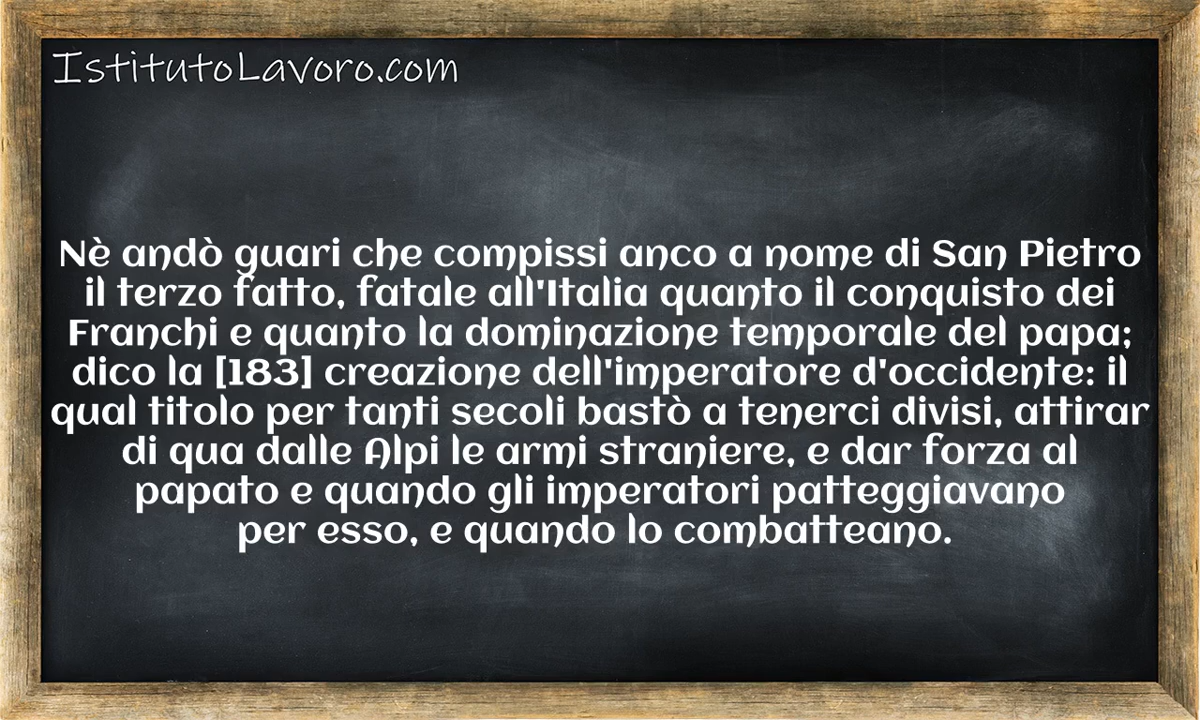 IstitutoLavoro.com
Nè andò guari che compissi anco a nome di San Pietro
il terzo fatto, fatale all'Italia quanto il conquisto dei
Franchi e quanto la dominazione temporale del papa;
dico la [183] creazione dell'imperatore d'occidente: il
qual titolo per tanti secoli bastò a tenerci divisi, attirar
di qua dalle Alpi le armi straniere, e dar forza al
papato e quando gli imperatori patteggiavano
per esso, e quando lo combatteano.